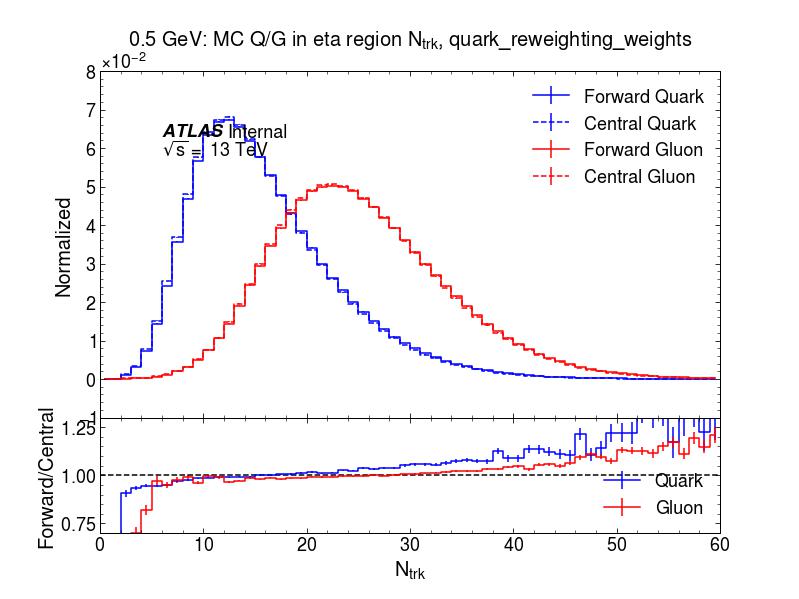 0.5 GeV: MC Q/G in eta region N_trk, quark_reweighting_weights
×10⁻²
8
7
6
5
4
3
2
1
0
1
Normalized
ATLAS Internal
√s = 13 TeV
Forward Quark
Central Quark
Forward Gluon
Central Gluon
1.25
1.00
0.75
Forward/Central
Quark
Gluon
0 10 20 30 40 50 60
N_trk